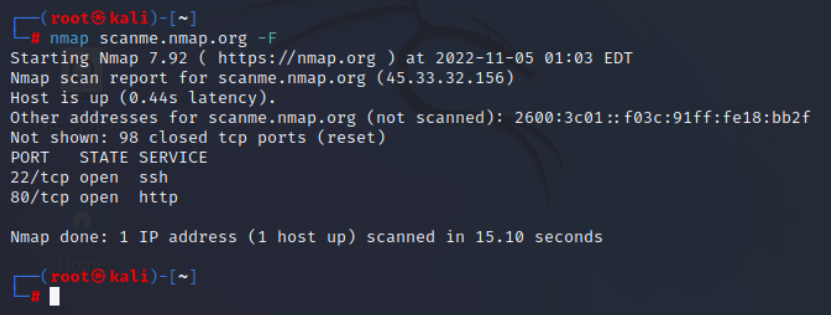 ┌──(root㉿kali)-[~]
└─# nmap scanme.nmap.org -F
Starting Nmap 7.92 ( https://nmap.org ) at 2022-11-05 01:03 EDT
Nmap scan report for scanme.nmap.org (45.33.32.156)
Host is up (0.44s latency).
Other addresses for scanme.nmap.org (not scanned): 2600:3c01::f03c:91ff:fe18:bb2f
Not shown: 98 closed tcp ports (reset)
PORT   STATE SERVICE
22/tcp open  ssh
80/tcp open  http
Nmap done: 1 IP address (1 host up) scanned in 15.10 seconds
Home
┌──(root㉿kali)-[~]
└─#